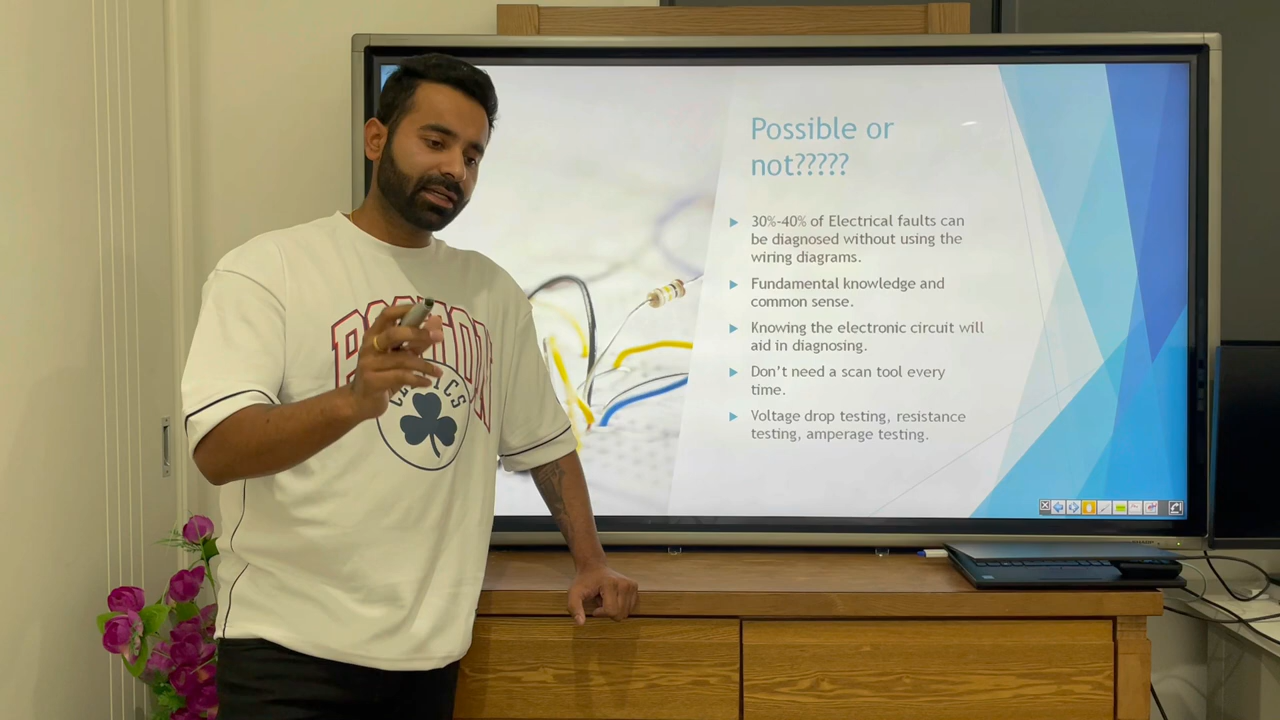 Possible or
not?????
30%-40% of Electrical faults can
be diagnosed without using the
wiring diagrams.
Fundamental knowledge and
common sense.
Knowing the electronic circuit will
aid in diagnosing.
Don't need a scan tool every
time.
Voltage drop testing, resistance
testing, amperage testing.
BOSTON
CELTICS
SHARP